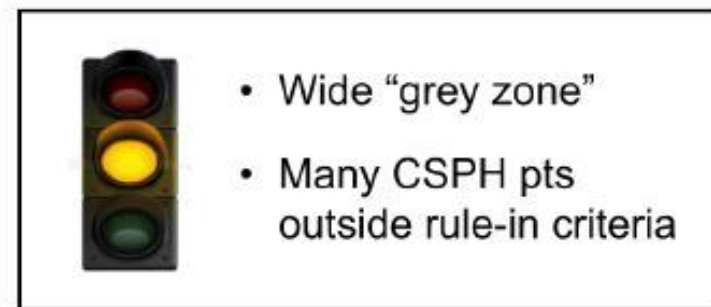 • Wide “grey zone”
• Many CSPH pts
outside rule-in criteria